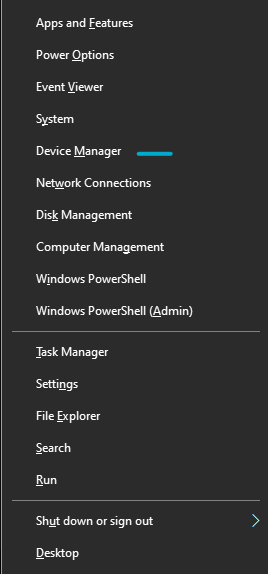 Apps and Features
Power Options
Event Viewer
System
Device Manager
Network Connections
Disk Management
Computer Management
Windows PowerShell
Windows PowerShell (Admin)
Task Manager
Settings
File Explorer
Search
Run
Shut down or sign out
Desktop